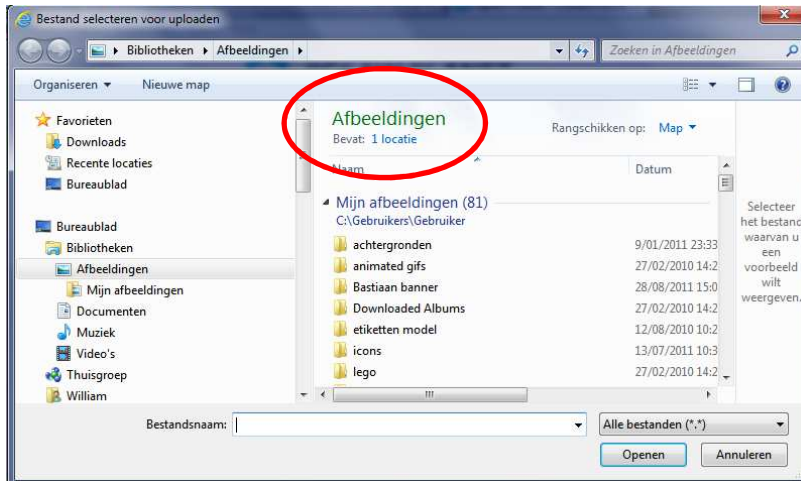 Bestand selecteren voor uploaden
Bibliotheken Afbeeldingen
Zoeken in Afbeeldingen
Organiseren Nieuwe map
Favorieten
Downloads
Recente locaties
Bureaublad
Bureaublad
Bibliotheken
Afbeeldingen
Mijn afbeeldingen
Documenten
Muziek
Video's
Thuisgroep
William
Afbeeldingen
Bevat: 1 locatie
Rangschikken op: Map
Naam Datum
Mijn afbeeldingen (81)
C:\Gebruikers\Gebruiker
achtergronden 9/01/2011 23:33
animated gifs 27/02/2010 14:2
Bastiaan banner 28/08/2011 15:0
Downloaded Albums 27/02/2010 14:2
etiketten model 12/08/2010 10:2
icons 13/07/2011 10:3
lego 27/02/2010 14:2
Selecteer
het bestand
waarvan u
een
voorbeeld
wilt
weergeven.
Bestandsnaam:
Alle bestanden (*.*)
Openen Annuleren